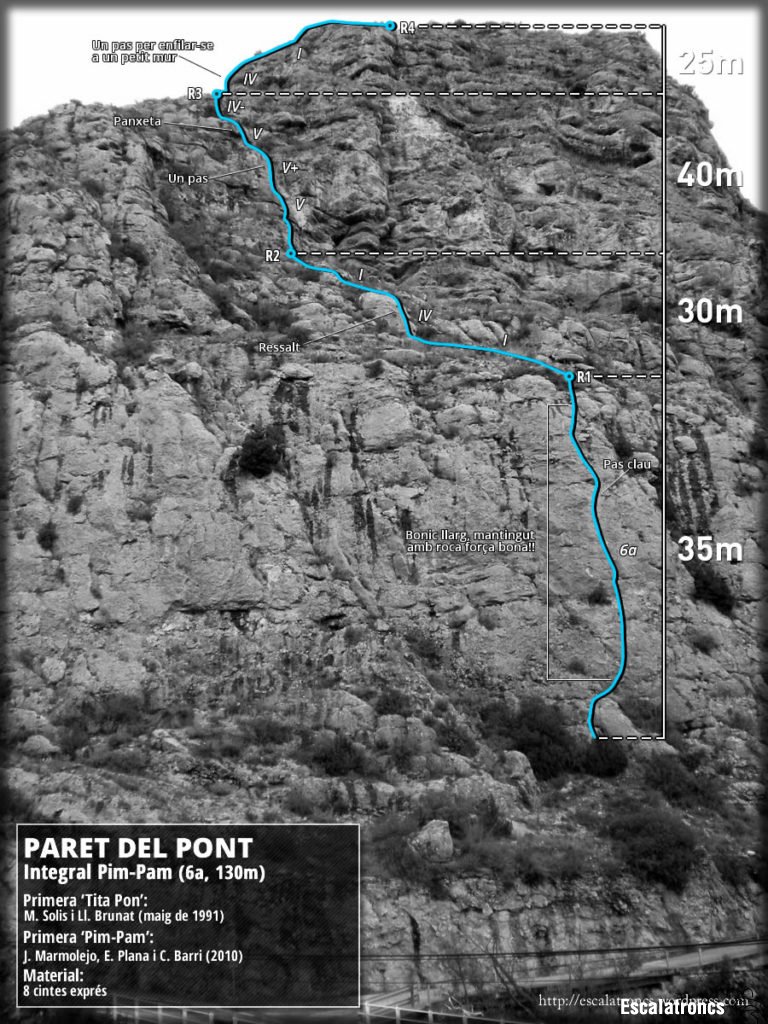 R4
Un pas per enfilar-se
a un petit mur
I
25m
IV
R3
IV-
Panxeta
V
V+
40m
Un pas
V
R2
I
30m
IV
Ressalt
I
R1
Pas clau
Bonic llarg, mantingut
amb roca força bona!!
6a
35m
PARET DEL PONT
Integral Pim-Pam (6a, 130m)
Primera 'Tita Pon':
M. Solis i Ll. Brunat (maig de 1991)
Primera 'Pim-Pam':
J. Marmolejo, E. Plana i C. Barri (2010)
Material:
8 cintes exprés
http://escalatroncs.wordpress.com
Escalatroncs